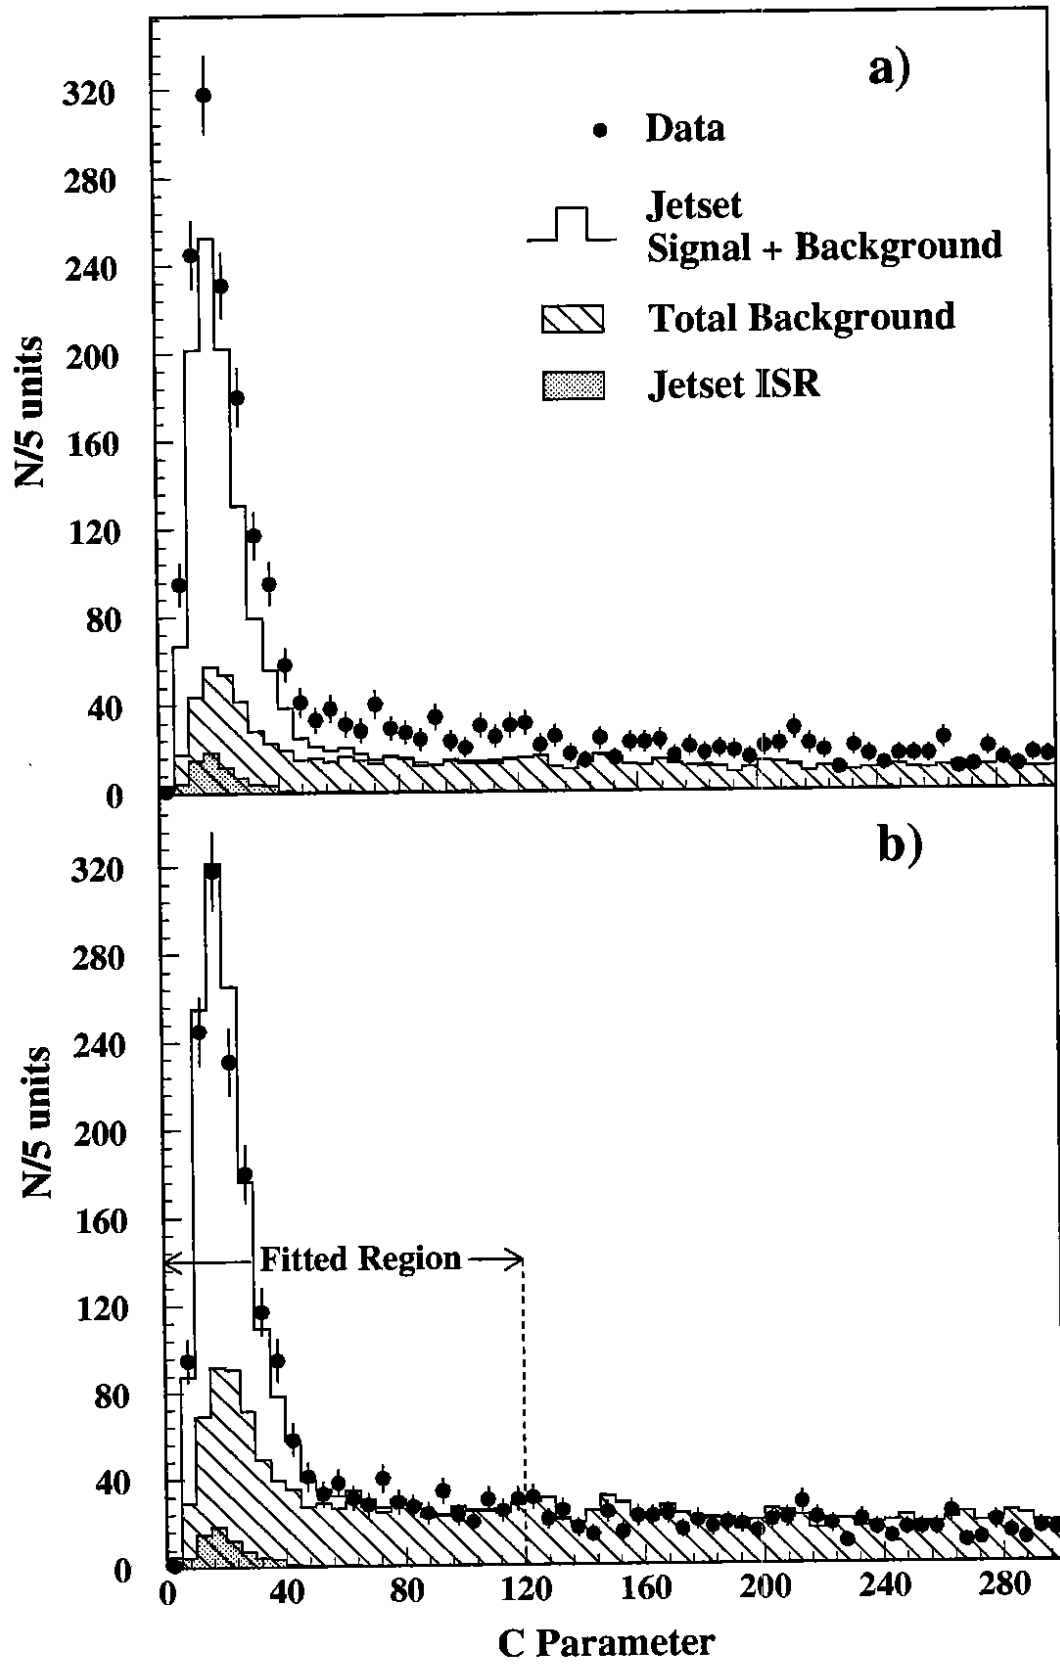 a)
320
280
240
200
160
120
80
40
0
N/5 units
Data
Jetset
Signal + Background
Total Background
Jetset ISR
b)
320
280
240
200
160
120
80
40
0
N/5 units
Fitted Region
0 40 80 120 160 200 240 280
C Parameter